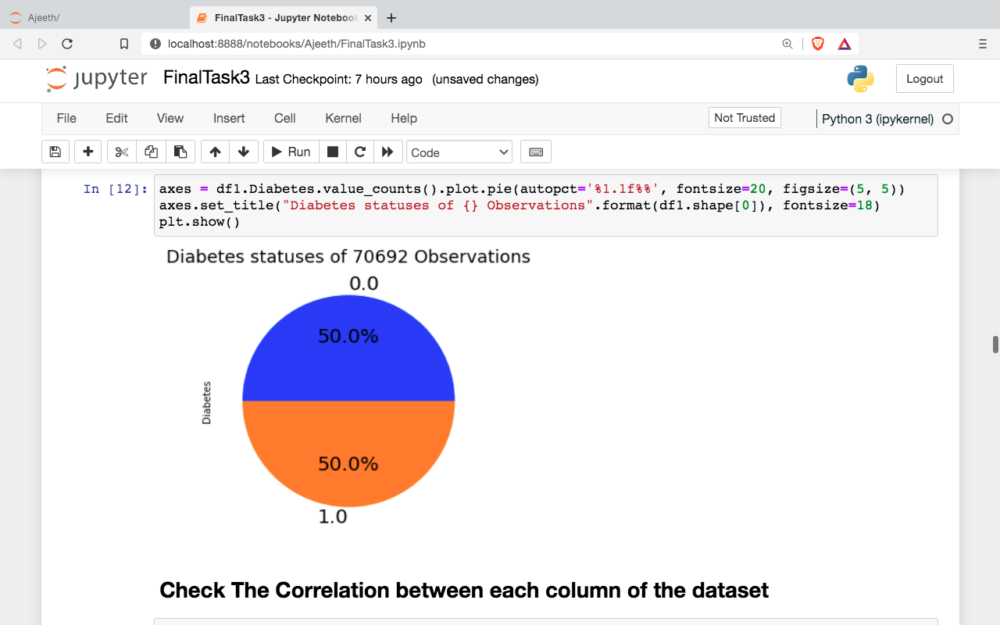 Ajeeth/
FinalTask3 - Jupyter Notebook
localhost:8888/notebooks/Ajeeth/FinalTask3.ipynb
jupyter FinalTask3 Last Checkpoint: 7 hours ago (unsaved changes)
Logout
File Edit View Insert Cell Kernel Help
Not Trusted
Python 3 (ipykernel)
Run
Code
In [12]:
axes = df1.Diabetes.value_counts().plot.pie(autopct='%1.1f%%', fontsize=20, figsize=(5, 5))
axes.set_title("Diabetes statuses of {} Observations".format(df1.shape[0]), fontsize=18)
plt.show()
Diabetes statuses of 70692 Observations
0.0
50.0%
Diabetes
50.0%
1.0
Check The Correlation between each column of the dataset